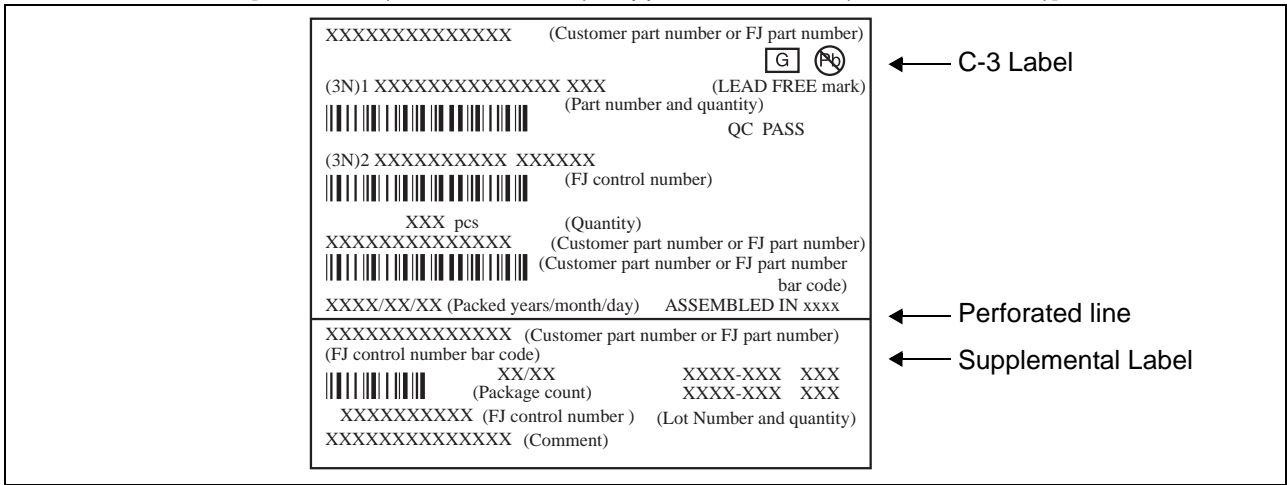 XXXXXXXXXXXXXX (Customer part number or FJ part number)
G Pb
C-3 Label
(3N)1 XXXXXXXXXXXXXX XXX (LEAD FREE mark)
(Part number and quantity)
QC PASS
(3N)2 XXXXXXXXXX XXXXXX
(FJ control number)
XXX pcs (Quantity)
XXXXXXXXXXXXXX (Customer part number or FJ part number)
(Customer part number or FJ part number
bar code)
XXXX/XX/XX (Packed years/month/day) ASSEMBLED IN xxxx
Perforated line
XXXXXXXXXXXXXX (Customer part number or FJ part number)
(FJ control number bar code)
Supplemental Label
XX/XX XXXX-XXX XXX
(Package count) XXXX-XXX XXX
XXXXXXXXXX (FJ control number ) (Lot Number and quantity)
XXXXXXXXXXXXXX (Comment)